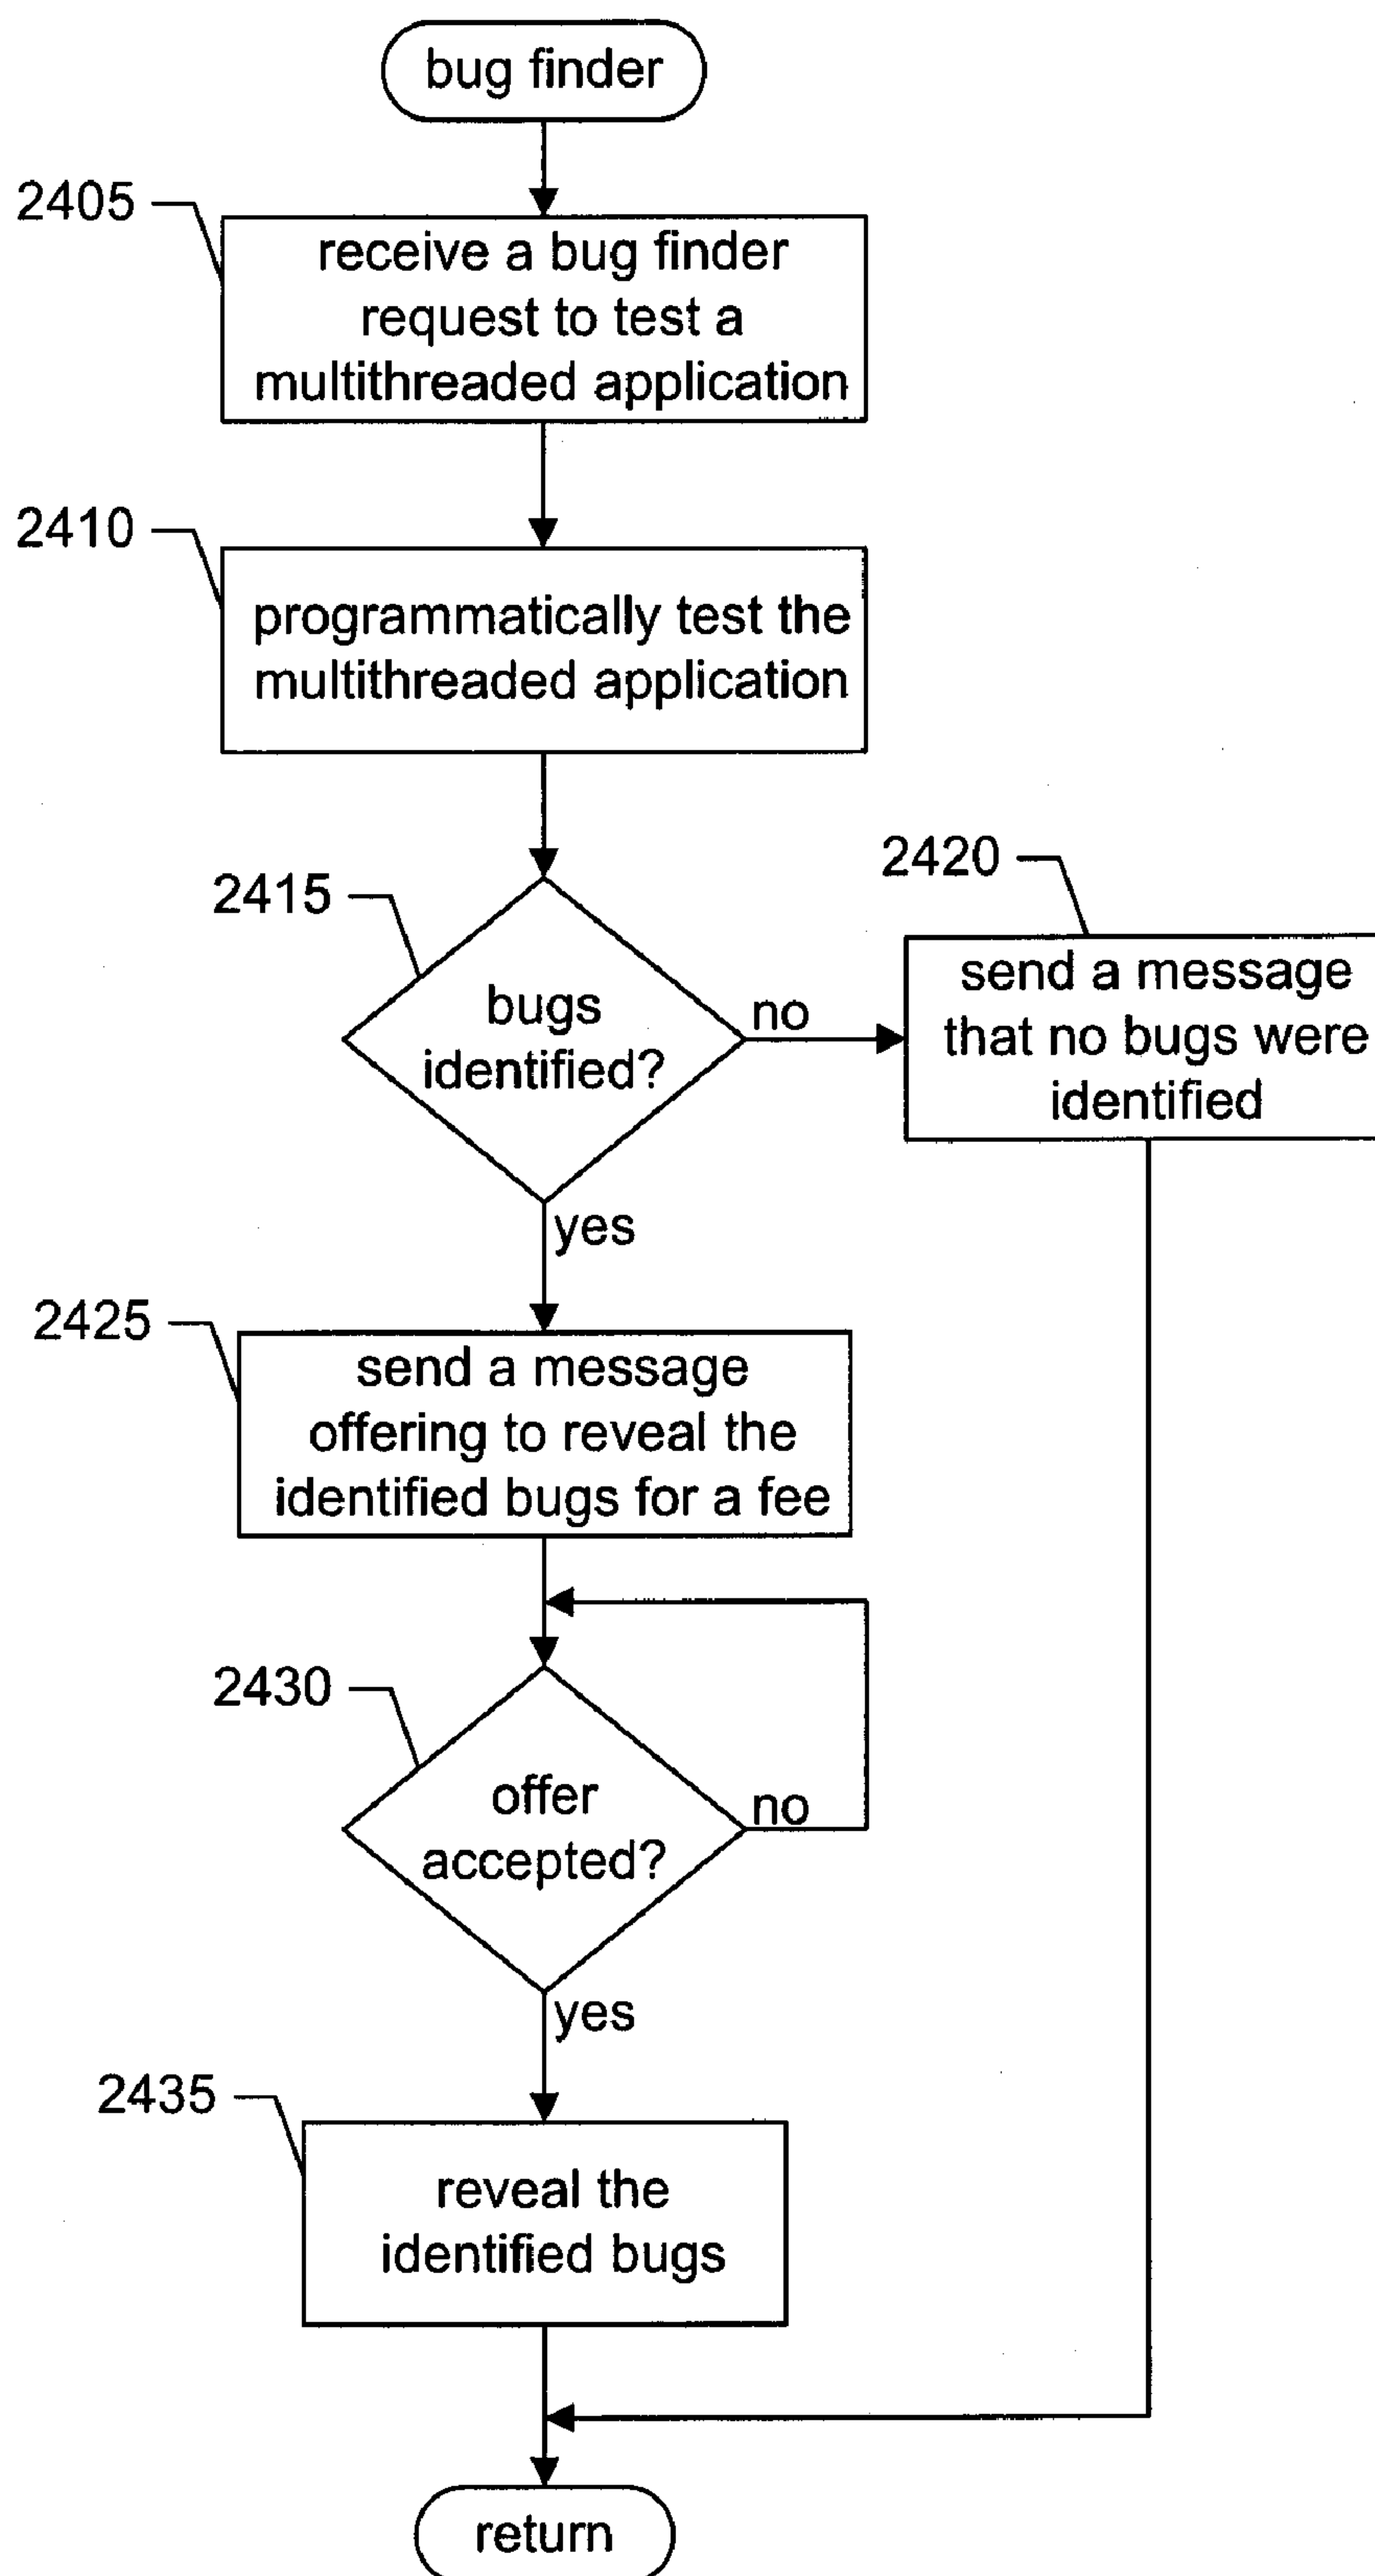 bug finder
2405
receive a bug finder
request to test a
multithreaded application
2410
programmatically test the
multithreaded application
2415
bugs
identified?
no
2420
send a message
that no bugs were
identified
yes
2425
send a message
offering to reveal the
identified bugs for a fee
2430
offer
accepted?
no
yes
2435
reveal the
identified bugs
return